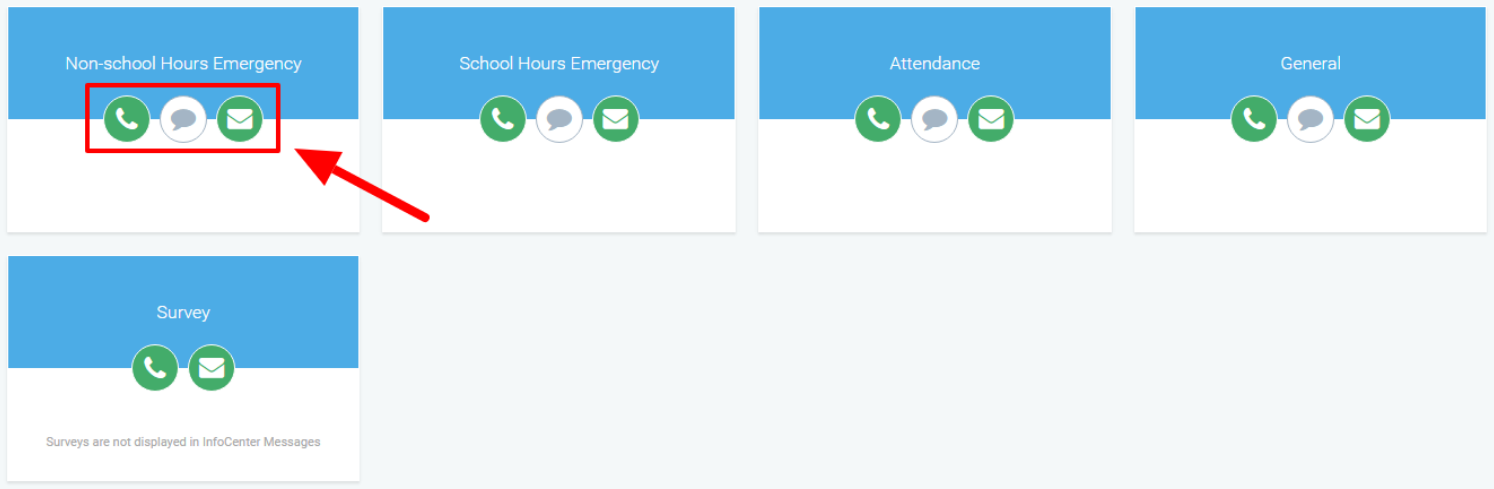 Non-school Hours Emergency
School Hours Emergency
Attendance
General
Survey
Surveys are not displayed in InfoCenter Messages